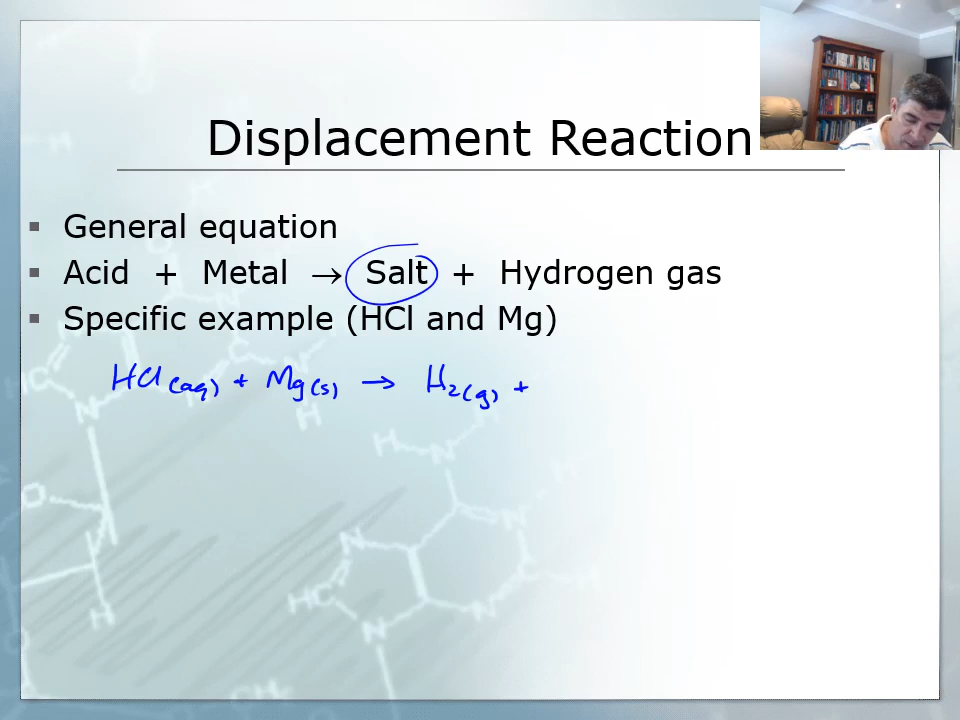 Displacement Reaction
▪ General equation
▪ Acid + Metal → Salt + Hydrogen gas
▪ Specific example (HCl and Mg)
HCl(aq) + Mg(s) → H₂(g) +